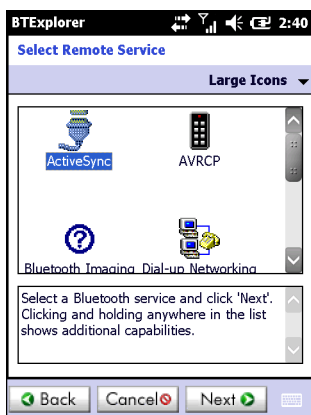 BTExplorer 2:40
Select Remote Service
Large Icons
ActiveSync AVRCP
Bluetooth Imaging Dial-up Networking
Select a Bluetooth service and click 'Next'.
Clicking and holding anywhere in the list
shows additional capabilities.
Back Cancel Next